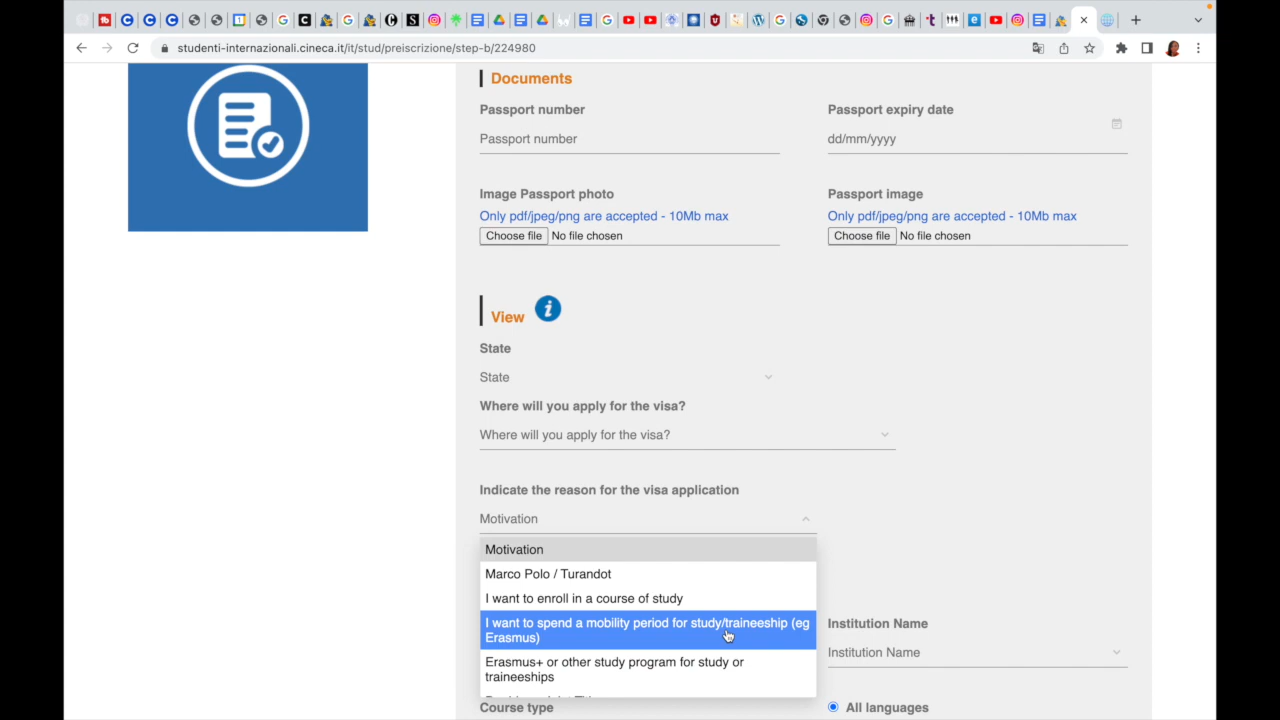 studenti-internazionali.cineca.it/it/stud/preiscrizione/step-b/224980
Documents
Passport number
Passport expiry date
Passport number
dd/mm/yyyy
Image Passport photo
Passport image
Only pdf/jpeg/png are accepted - 10Mb max
Only pdf/jpeg/png are accepted - 10Mb max
Choose file No file chosen
Choose file No file chosen
View
State
State
Where will you apply for the visa?
Where will you apply for the visa?
Indicate the reason for the visa application
Motivation
Motivation
Marco Polo / Turandot
I want to enroll in a course of study
I want to spend a mobility period for study/traineeship (eg
Erasmus)
Institution Name
Institution Name
Erasmus+ or other study program for study or
traineeships
Course type
All languages